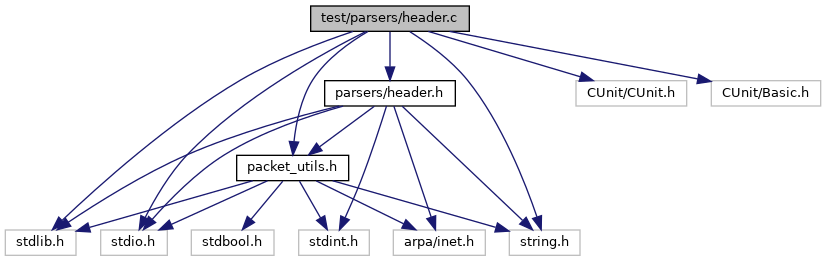 test/parsers/header.c
parsers/header.h
CUnit/CUnit.h
CUnit/Basic.h
packet_utils.h
stdlib.h
stdio.h
stdbool.h
stdint.h
arpa/inet.h
string.h